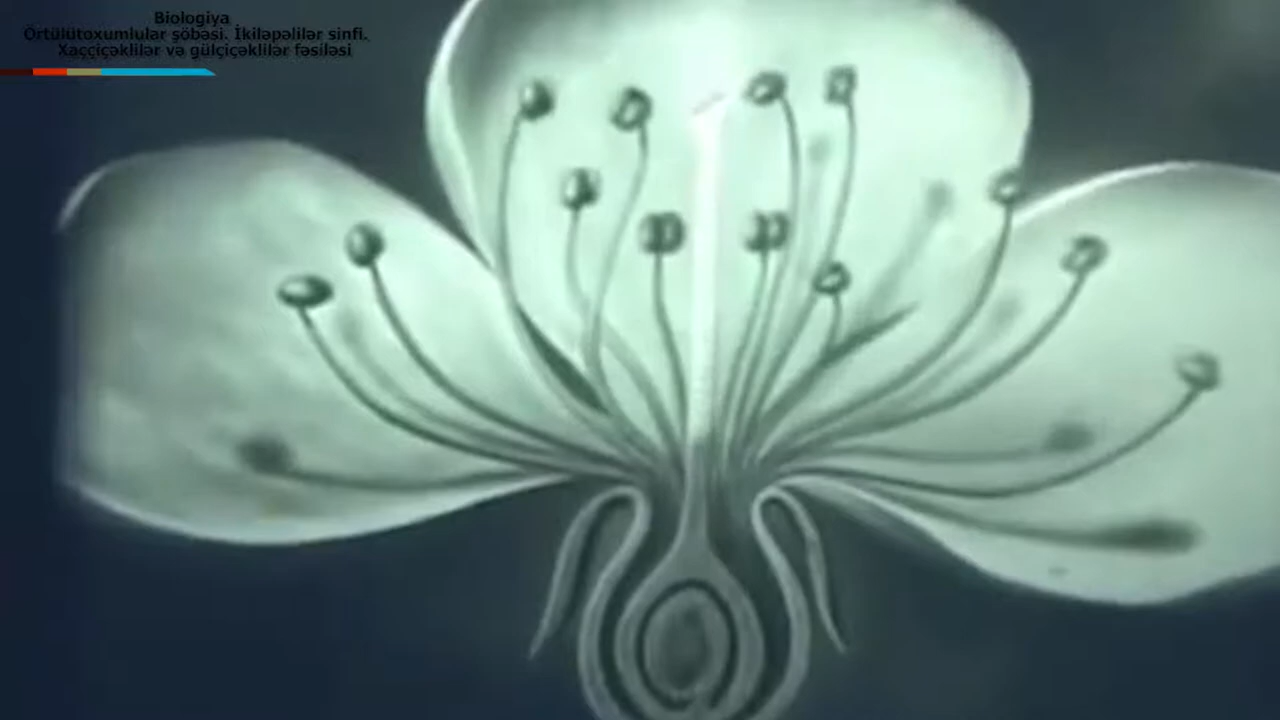 Biologiya
Örtülütoxumlular şöbəsi. İkiləpəlilər sinfi.
Xaççiçəklilər və gülçiçəklilər fəsiləsi